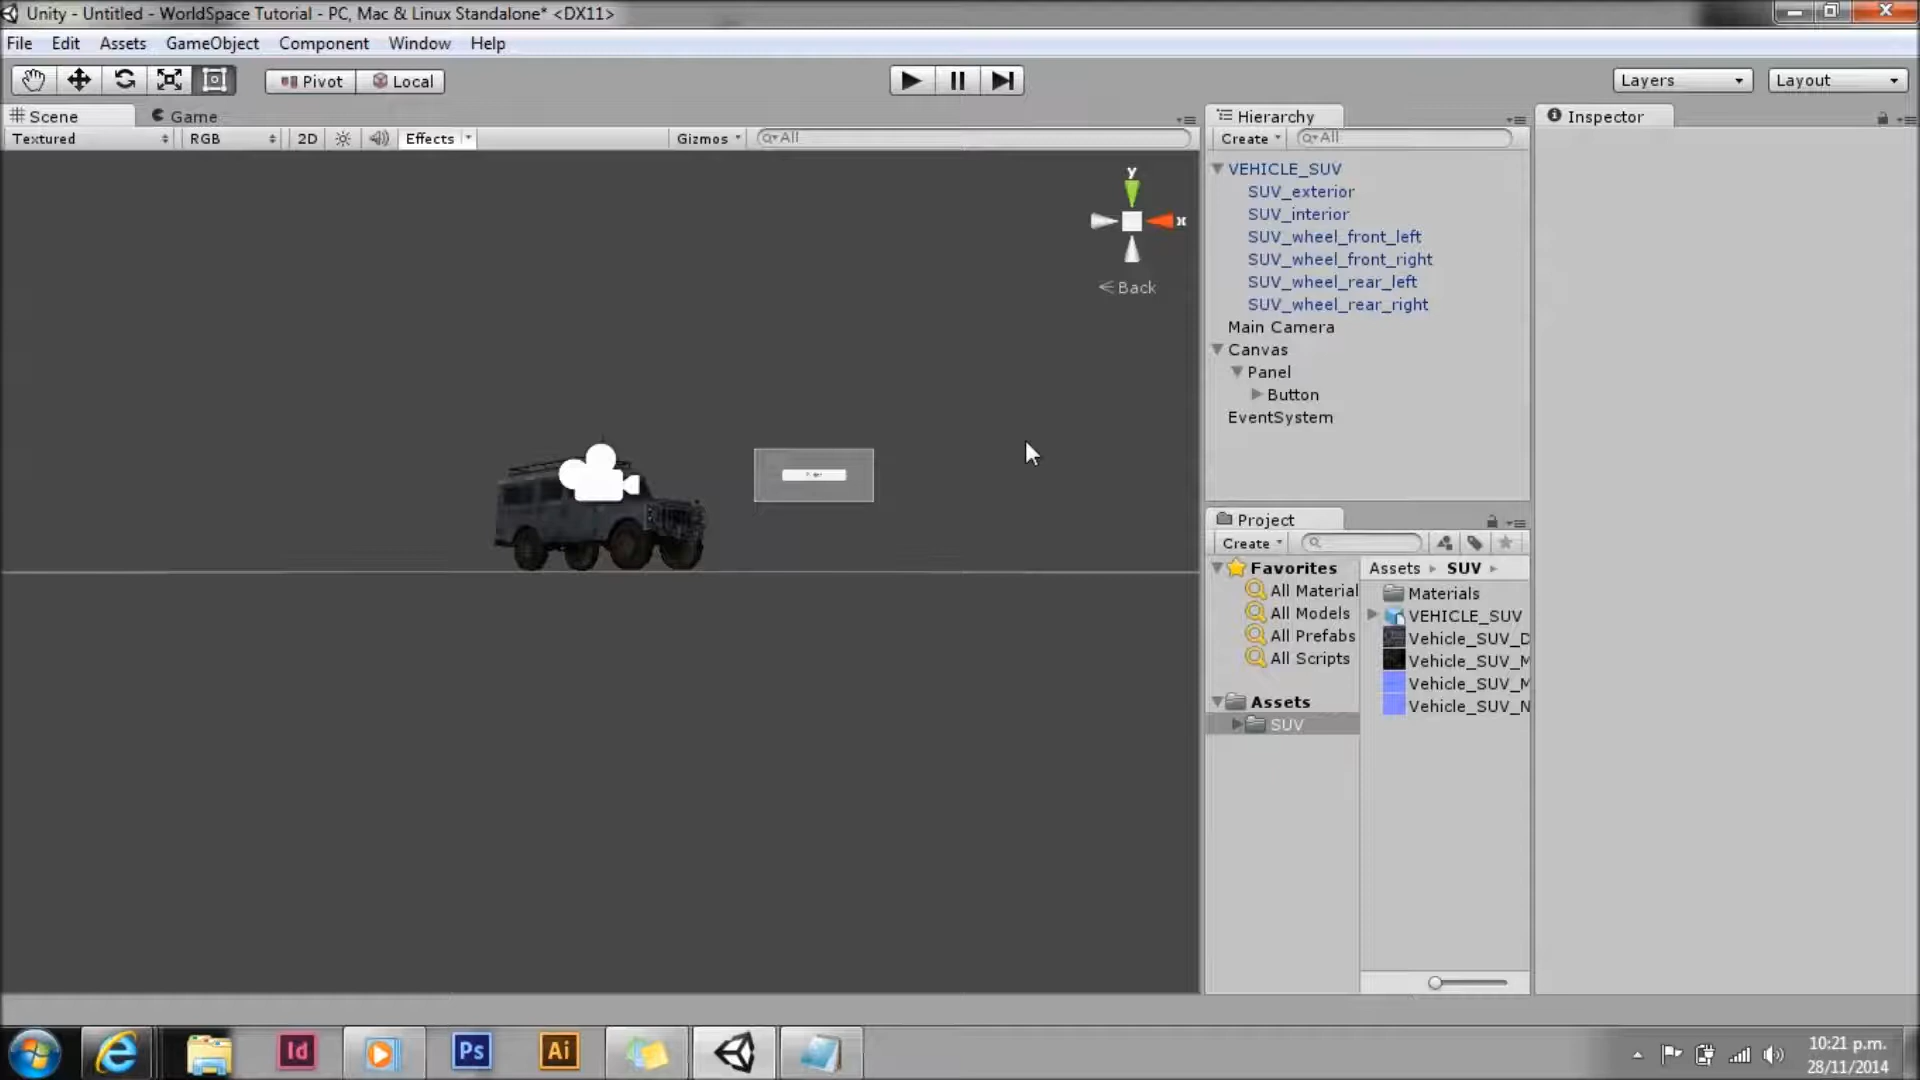 Unity - Untitled - WorldSpace Tutorial - PC, Mac & Linux Standalone* <DX11>
File Edit Assets GameObject Component Window Help
Pivot Local Layers Layout
Scene Game Hierarchy Inspector
Textured RGB 2D Effects Gizmos All Create All
VEHICLE_SUV
SUV_exterior
SUV_interior
SUV_wheel_front_left
SUV_wheel_front_right
SUV_wheel_rear_left
SUV_wheel_rear_right
Main Camera
Canvas
Panel
Button
EventSystem
y
x
Back
Project
Create
Favorites
All Material
All Models
All Prefabs
All Scripts
Assets
SUV
Assets SUV
Materials
VEHICLE_SUV
Vehicle_SUV_D
Vehicle_SUV_M
Vehicle_SUV_M
Vehicle_SUV_N
Id Ps Ai
10:21 p.m.
28/11/2014